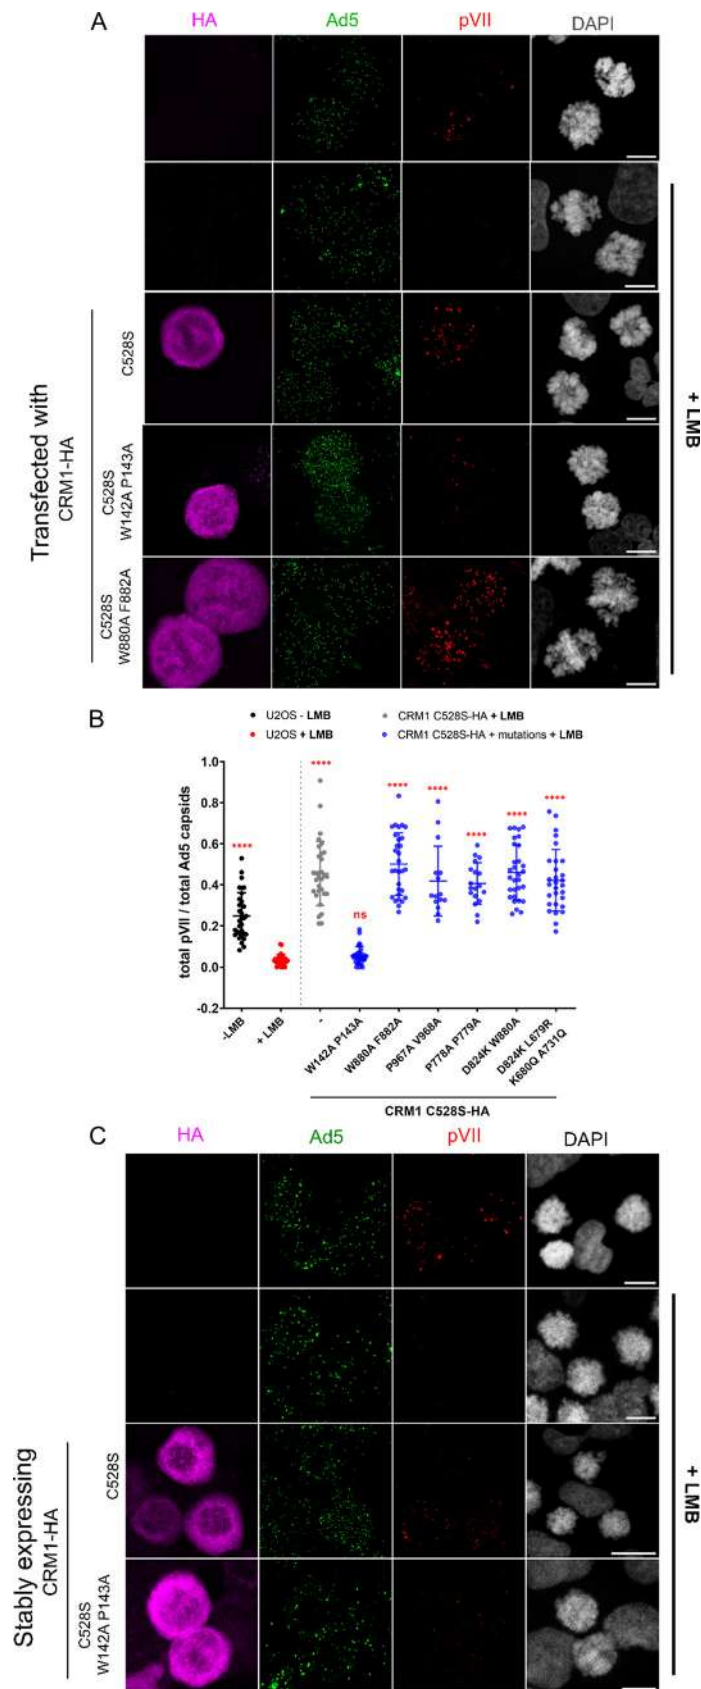 A
HA Ad5 pVII DAPI
Transfected with
CRM1-HA
C528S
C528S
W142A P143A
C528S
W880A F882A
+ LMB
B
U2OS - LMB
CRM1 C528S-HA + LMB
U2OS + LMB
CRM1 C528S-HA + mutations + LMB
total pVII / total Ad5 capsids
1.0
0.8
0.6
0.4
0.2
0.0
-0.2
****
****
ns
****
****
****
****
****
-LMB
+ LMB
-
W142A P143A
W880A F882A
P967A V968A
P778A P779A
D824K W880A
D824K L679R
K680Q A731Q
CRM1 C528S-HA
C
HA Ad5 pVII DAPI
Stably expressing
CRM1-HA
C528S
C528S
W142A P143A
+ LMB